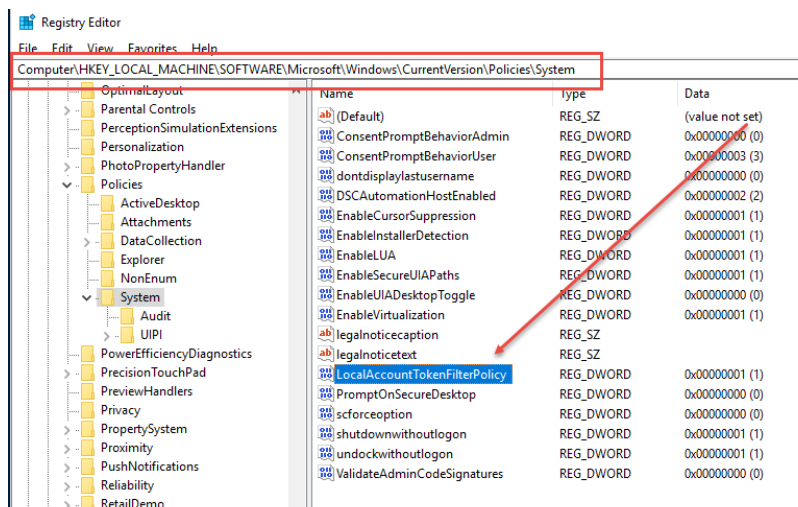 Registry Editor
File Edit View Favorites Help
Computer\HKEY_LOCAL_MACHINE\SOFTWARE\Microsoft\Windows\CurrentVersion\Policies\System
OptimalLayout
Parental Controls
PerceptionSimulationExtensions
Personalization
PhotoPropertyHandler
Policies
ActiveDesktop
Attachments
DataCollection
Explorer
NonEnum
System
Audit
UIPI
PowerEfficiencyDiagnostics
PrecisionTouchPad
PreviewHandlers
Privacy
PropertySystem
Proximity
PushNotifications
Reliability
RetailDemo
Name Type Data
(Default) REG_SZ (value not set)
ConsentPromptBehaviorAdmin REG_DWORD 0x00000000 (0)
ConsentPromptBehaviorUser REG_DWORD 0x00000003 (3)
dontdisplaylastusername REG_DWORD 0x00000000 (0)
DSCAutomationHostEnabled REG_DWORD 0x00000002 (2)
EnableCursorSuppression REG_DWORD 0x00000001 (1)
EnableInstallerDetection REG_DWORD 0x00000001 (1)
EnableLUA REG_DWORD 0x00000001 (1)
EnableSecureUIAPaths REG_DWORD 0x00000001 (1)
EnableUIADesktopToggle REG_DWORD 0x00000000 (0)
EnableVirtualization REG_DWORD 0x00000001 (1)
legalnoticecaption REG_SZ
legalnoticetext REG_SZ
LocalAccountTokenFilterPolicy REG_DWORD 0x00000001 (1)
PromptOnSecureDesktop REG_DWORD 0x00000000 (0)
scforceoption REG_DWORD 0x00000000 (0)
shutdownwithoutlogon REG_DWORD 0x00000001 (1)
undockwithoutlogon REG_DWORD 0x00000001 (1)
ValidateAdminCodeSignatures REG_DWORD 0x00000000 (0)